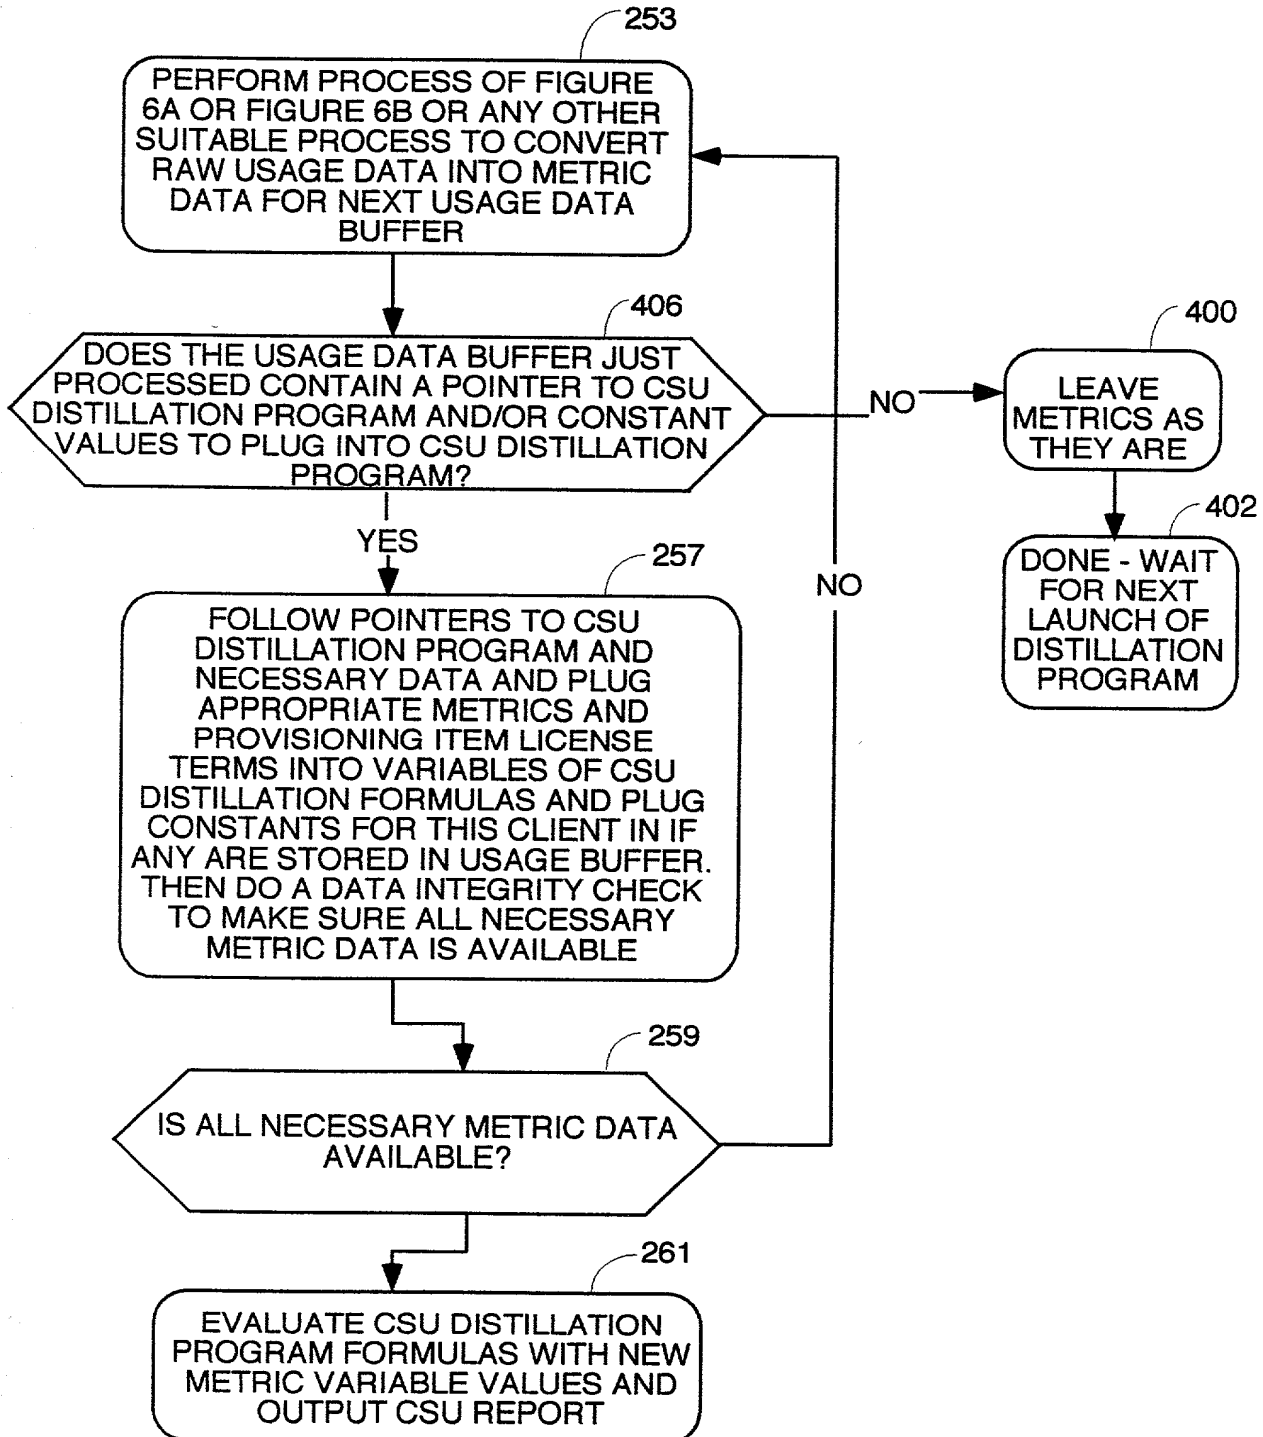 253
PERFORM PROCESS OF FIGURE
6A OR FIGURE 6B OR ANY OTHER
SUITABLE PROCESS TO CONVERT
RAW USAGE DATA INTO METRIC
DATA FOR NEXT USAGE DATA
BUFFER
406
DOES THE USAGE DATA BUFFER JUST
PROCESSED CONTAIN A POINTER TO CSU
DISTILLATION PROGRAM AND/OR CONSTANT
VALUES TO PLUG INTO CSU DISTILLATION
PROGRAM?
NO
400
LEAVE
METRICS AS
THEY ARE
402
DONE - WAIT
FOR NEXT
LAUNCH OF
DISTILLATION
PROGRAM
YES
NO
257
FOLLOW POINTERS TO CSU
DISTILLATION PROGRAM AND
NECESSARY DATA AND PLUG
APPROPRIATE METRICS AND
PROVISIONING ITEM LICENSE
TERMS INTO VARIABLES OF CSU
DISTILLATION FORMULAS AND PLUG
CONSTANTS FOR THIS CLIENT IN IF
ANY ARE STORED IN USAGE BUFFER.
THEN DO A DATA INTEGRITY CHECK
TO MAKE SURE ALL NECESSARY
METRIC DATA IS AVAILABLE
259
IS ALL NECESSARY METRIC DATA
AVAILABLE?
261
EVALUATE CSU DISTILLATION
PROGRAM FORMULAS WITH NEW
METRIC VARIABLE VALUES AND
OUTPUT CSU REPORT